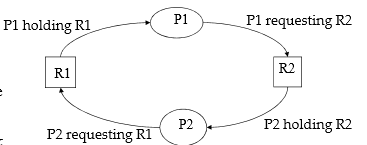 P1
P1 holding R1
P1 requesting R2
R1
R2
e
P2
P2 requesting R1
P2 holding R2